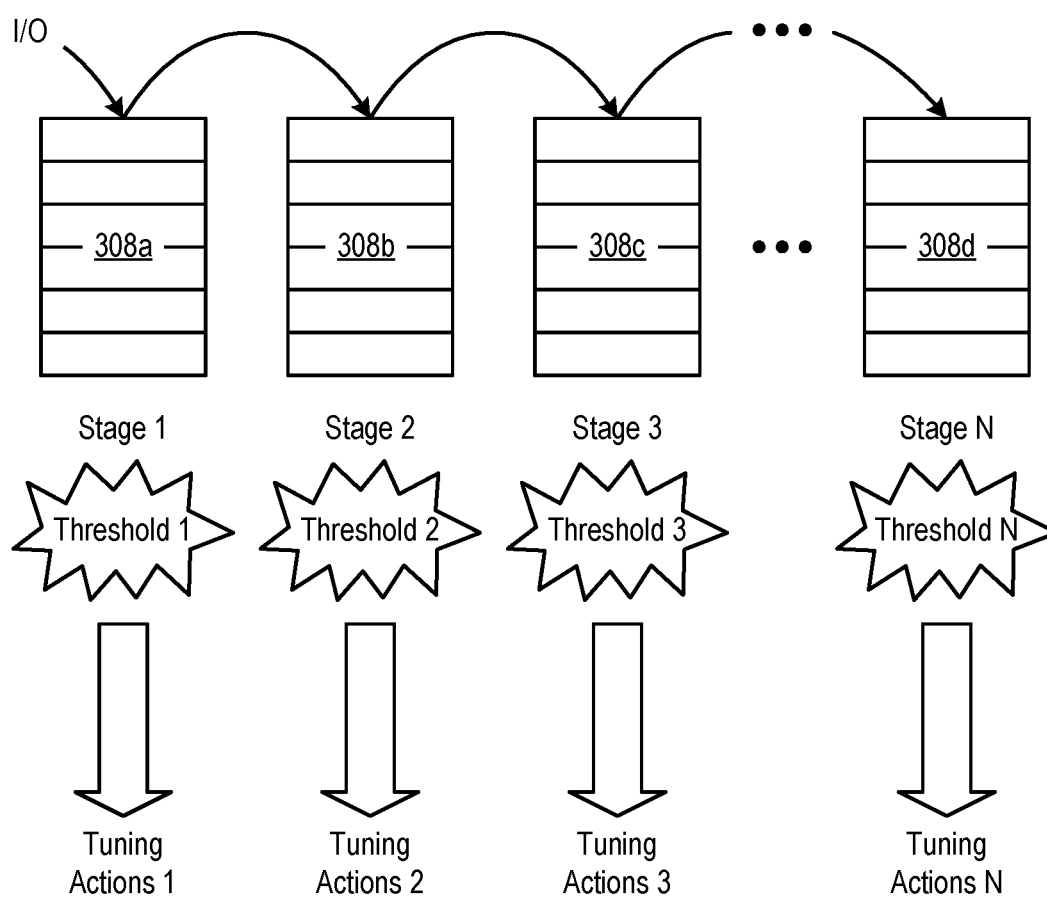 I/O
308a
308b
308c
308d
Stage 1
Stage 2
Stage 3
Stage N
Threshold 1
Threshold 2
Threshold 3
Threshold N
Tuning
Actions 1
Tuning
Actions 2
Tuning
Actions 3
Tuning
Actions N